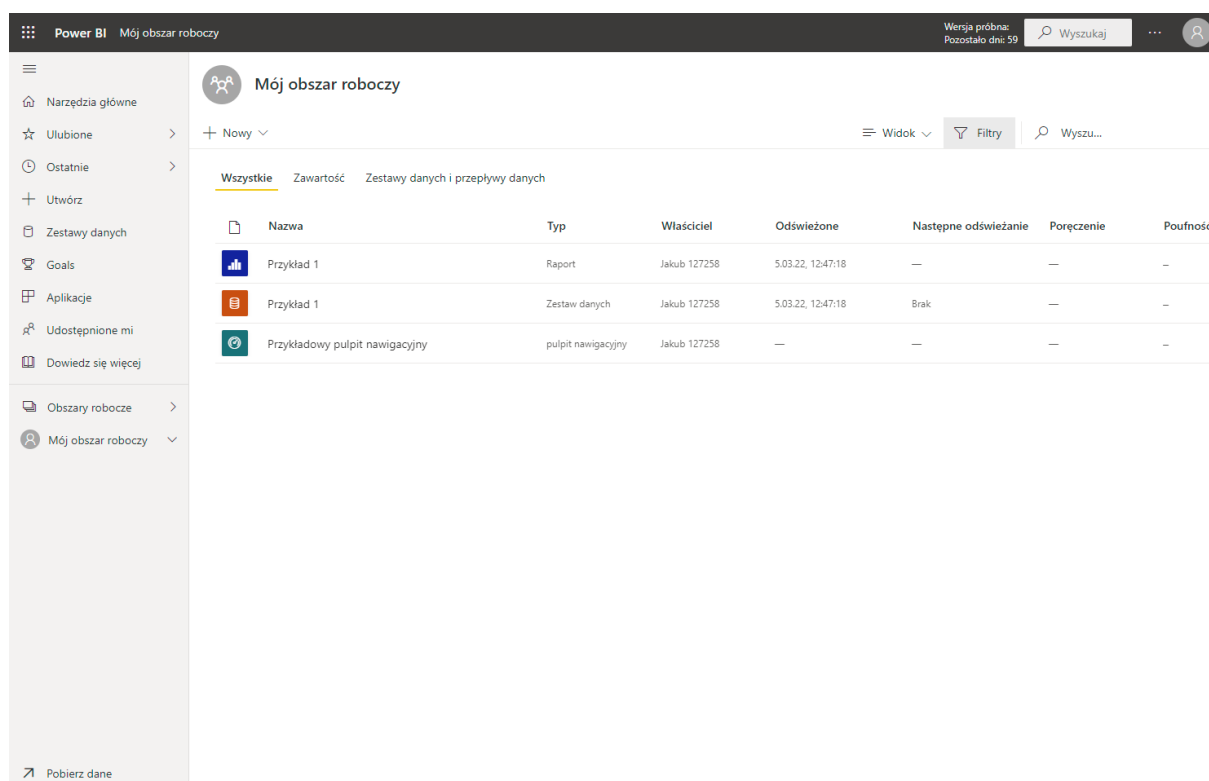 Power BI Mój obszar roboczy
Wersja próbna:
Pozostało dni: 59
Wyszukaj
Narzędzia główne
Ulubione
Ostatnie
Utwórz
Zestawy danych
Goals
Aplikacje
Udostępnione mi
Dowiedz się więcej
Obszary robocze
Mój obszar roboczy
Pobierz dane
Mój obszar roboczy
Nowy
Widok Filtry Wyszu...
Wszystkie Zawartość Zestawy danych i przepływy danych
Nazwa Typ Właściciel Odświeżone Następne odświeżanie Poręczenie Poufność
Przykład 1 Raport Jakub 127258 5.03.22, 12:47:18 — — –
Przykład 1 Zestaw danych Jakub 127258 5.03.22, 12:47:18 Brak — –
Przykładowy pulpit nawigacyjny pulpit nawigacyjny Jakub 127258 — — — –